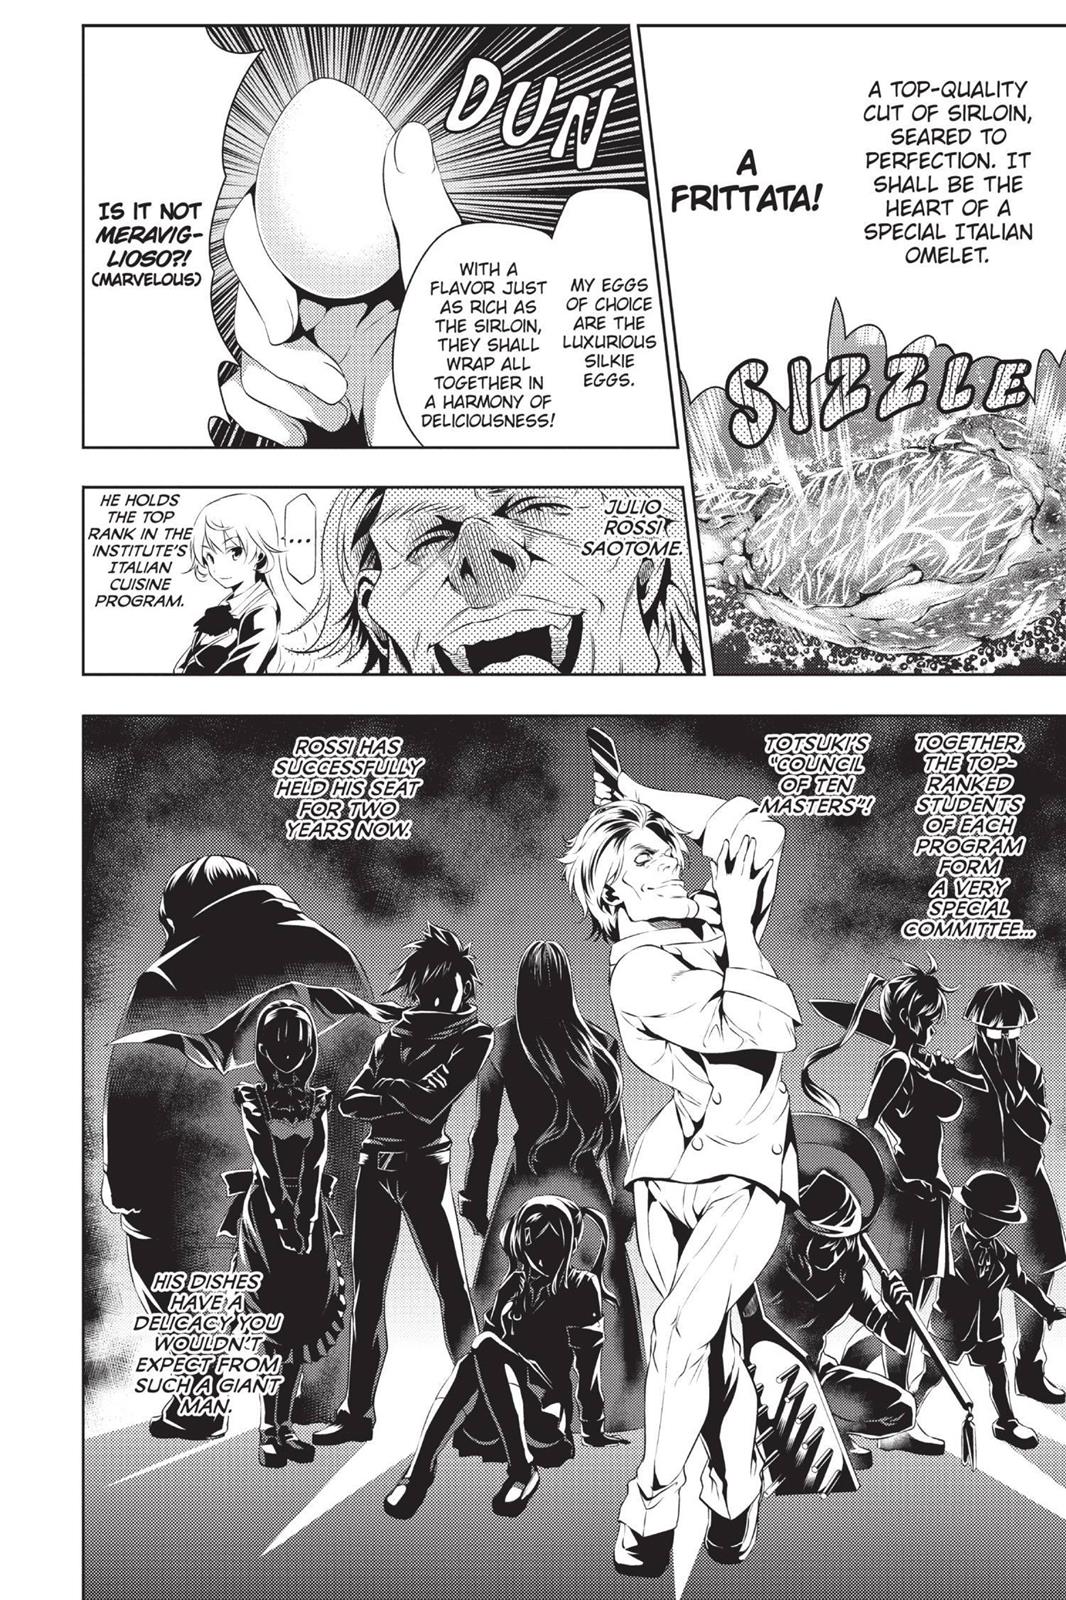 A TOP-QUALITY
CUT OF SIRLOIN,
SEARED TO
PERFECTION. IT
SHALL BE THE
HEART OF A
SPECIAL ITALIAN
OMELET.
A
FRITTATA!
SIZZLE
DUN
MY EGGS
OF CHOICE
ARE THE
LUXURIOUS
SILKIE
EGGS.
WITH A
FLAVOR JUST
AS RICH AS
THE SIRLOIN,
THEY SHALL
WRAP ALL
TOGETHER IN
A HARMONY OF
DELICIOUSNESS!
IS IT NOT
MERAVIG-
LIOSO?!
(MARVELOUS)
JULIO
ROSSI
SAOTOME.
...
HE HOLDS
THE TOP
RANK IN THE
INSTITUTE'S
ITALIAN
CUISINE
PROGRAM.
TOGETHER,
THE TOP-
RANKED
STUDENTS
OF EACH
PROGRAM
FORM
A VERY
SPECIAL
COMMITTEE...
TOTSUKI'S
"COUNCIL
OF TEN
MASTERS"!
ROSSI HAS
SUCCESSFULLY
HELD HIS SEAT
FOR TWO
YEARS NOW.
HIS DISHES
HAVE A
DELICACY YOU
WOULDN'T
EXPECT FROM
SUCH A GIANT
MAN.